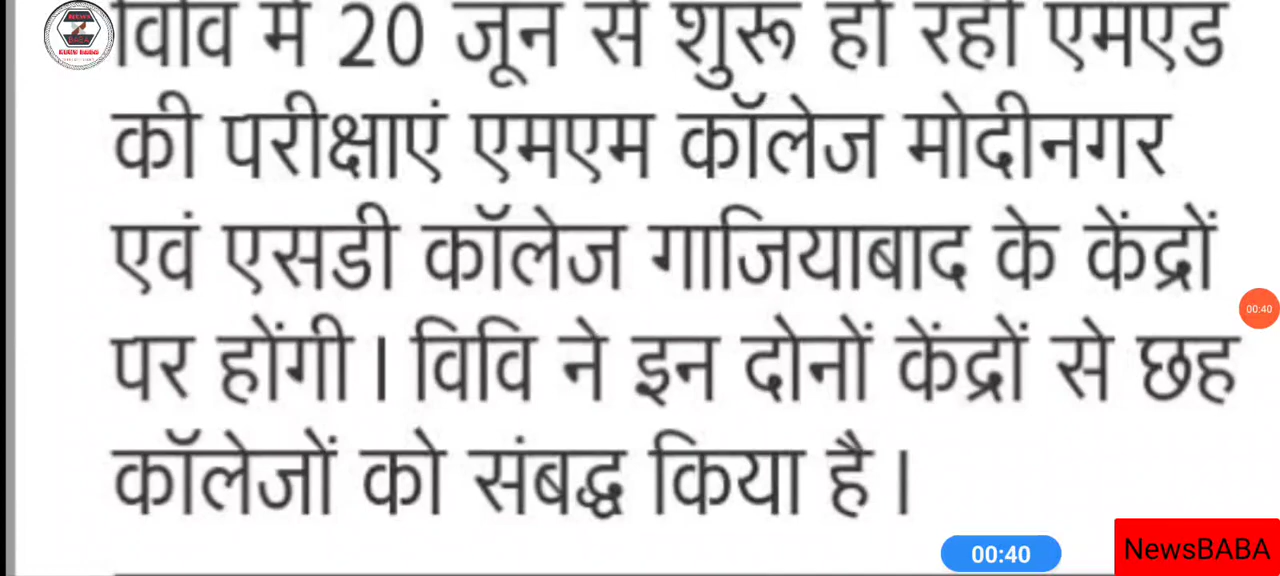 विवि में 20 जून से शुरू हो रही एमएड
की परीक्षाएं एमएम कॉलेज मोदीनगर
एवं एसडी कॉलेज गाजियाबाद के केंद्रों
पर होंगी। विवि ने इन दोनों केंद्रों से छह
कॉलेजों को संबद्ध किया है।
00:40
00:40
NewsBABA